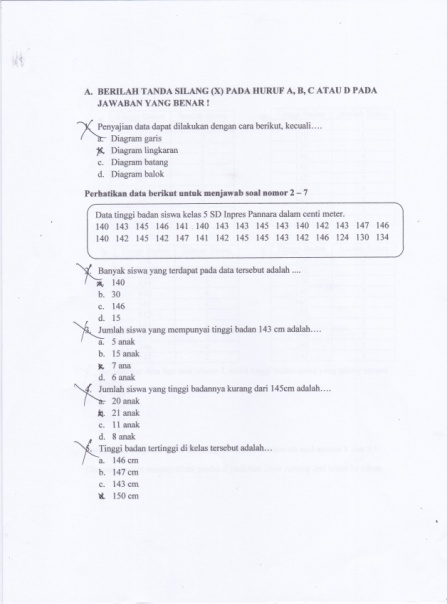 A. BERILAH TANDA SILANG (X) PADA HURUF A, B, C ATAU D PADA
JAWABAN YANG BENAR !
Penyajian data dapat dilakukan dengan cara berikut, kecuali….
a. Diagram garis
Diagram lingkaran
c. Diagram batang
d. Diagram balok
Perhatikan data berikut untuk menjawab soal nomor 2 – 7
Data tinggi badan siswa kelas 5 SD Inpres Pannara dalam centi meter.
140 143 145 146 141 140 143 143 145 143 140 142 143 147 146
140 142 145 142 147 141 142 145 145 143 142 146 124 130 134
2. Banyak siswa yang terdapat pada data tersebut adalah ....
a. 140
b. 30
c. 146
d. 15
3. Jumlah siswa yang mempunyai tinggi badan 143 cm adalah….
a. 5 anak
b. 15 anak
7 ana
d. 6 anak
4. Jumlah siswa yang tinggi badannya kurang dari 145cm adalah….
a. 20 anak
21 anak
c. 11 anak
d. 8 anak
5. Tinggi badan tertinggi di kelas tersebut adalah…
a. 146 cm
b. 147 cm
c. 143 cm
150 cm